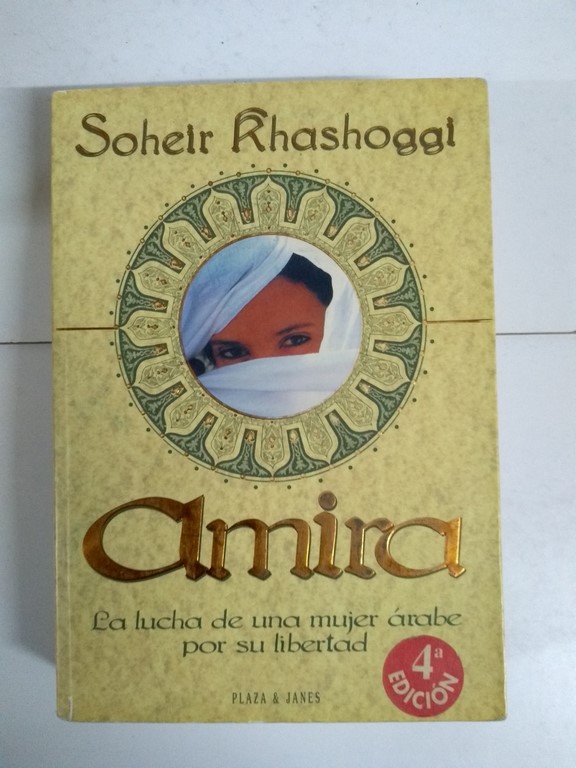 Soheir Khashoggi
Amira
La lucha de una mujer árabe
por su libertad
4ª
EDICIÓN
PLAZA & JANES